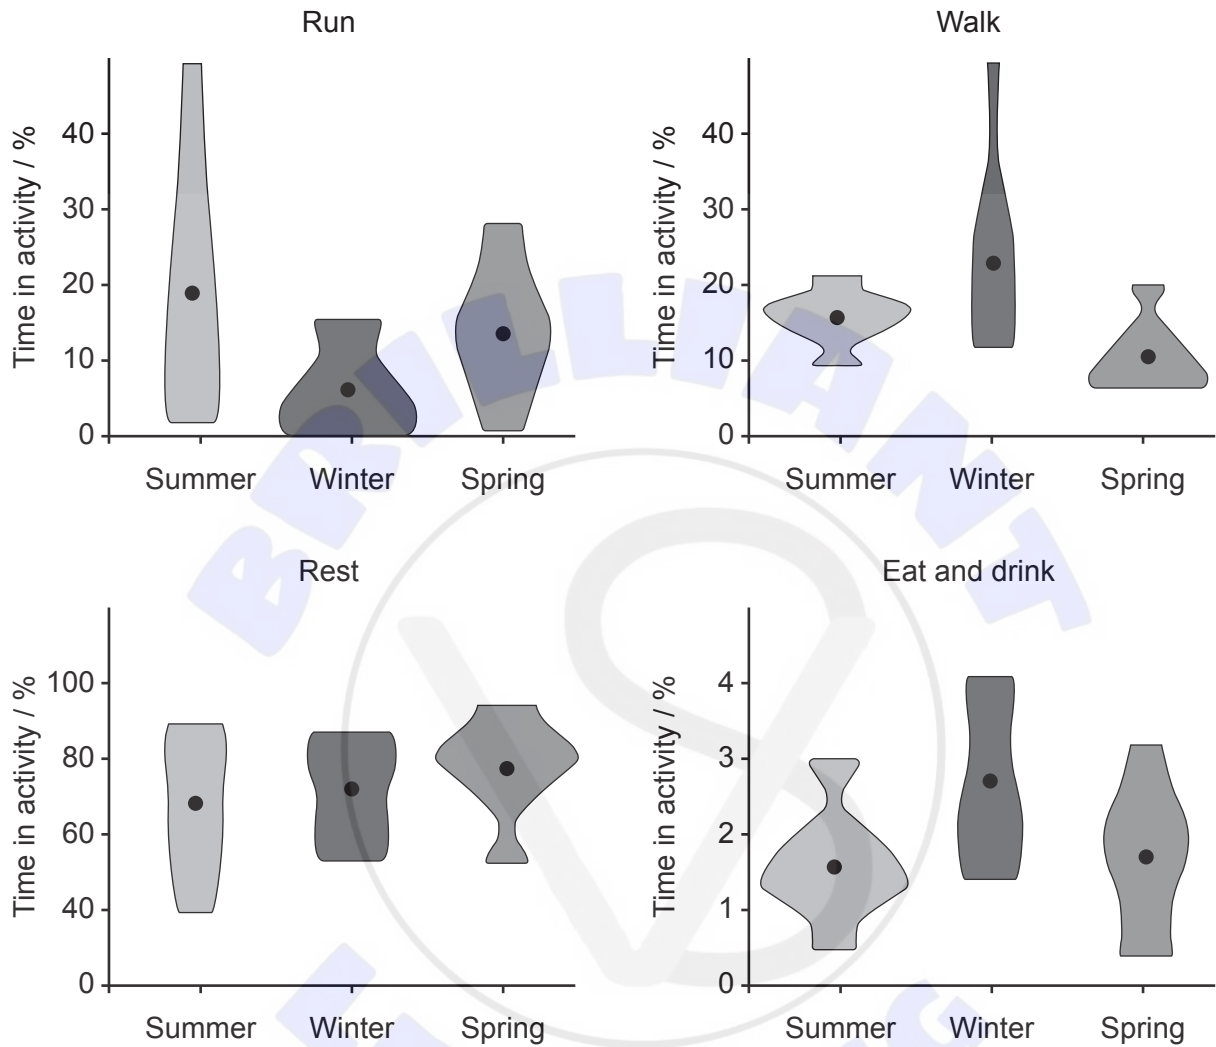 Run
Time in activity / %
40
30
20
10
0
Summer Winter Spring
Walk
Time in activity / %
40
30
20
10
0
Summer Winter Spring
Rest
Time in activity / %
100
80
60
40
0
Summer Winter Spring
Eat and drink
Time in activity / %
4
3
2
1
0
Summer Winter Spring
BRILLIANT